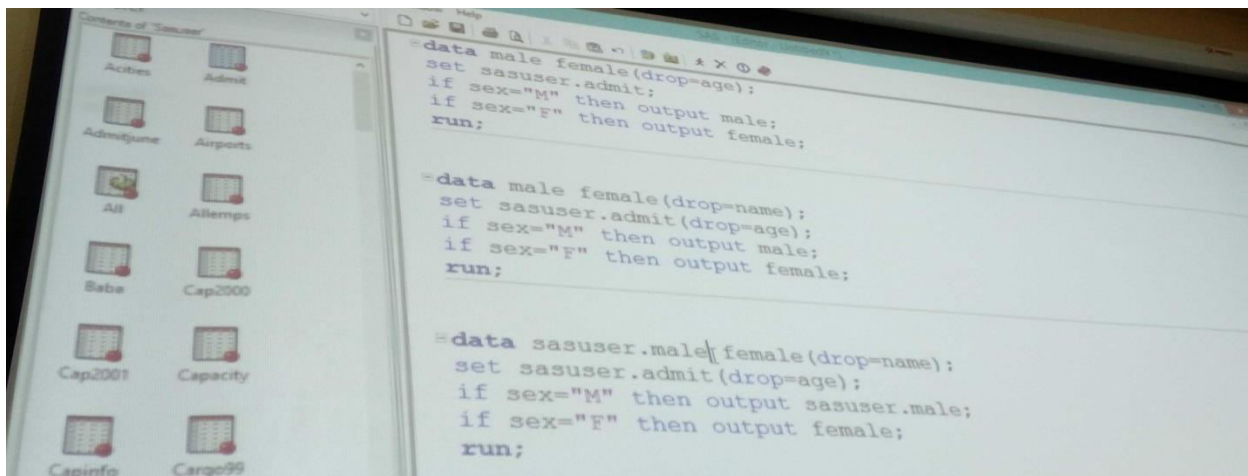 Help
Contents of 'Sasuser'
Acities
Admit
Admitjune
Airports
All
Allemps
Baba
Cap2000
Cap2001
Capacity
Capinfo
Cargo99
data male female(drop=age);
set sasuser.admit;
if sex="M" then output male;
if sex="F" then output female;
run;
data male female(drop=name);
set sasuser.admit(drop=age);
if sex="M" then output male;
if sex="F" then output female;
run;
data sasuser.male female(drop=name);
set sasuser.admit(drop=age);
if sex="M" then output sasuser.male;
if sex="F" then output female;
run;